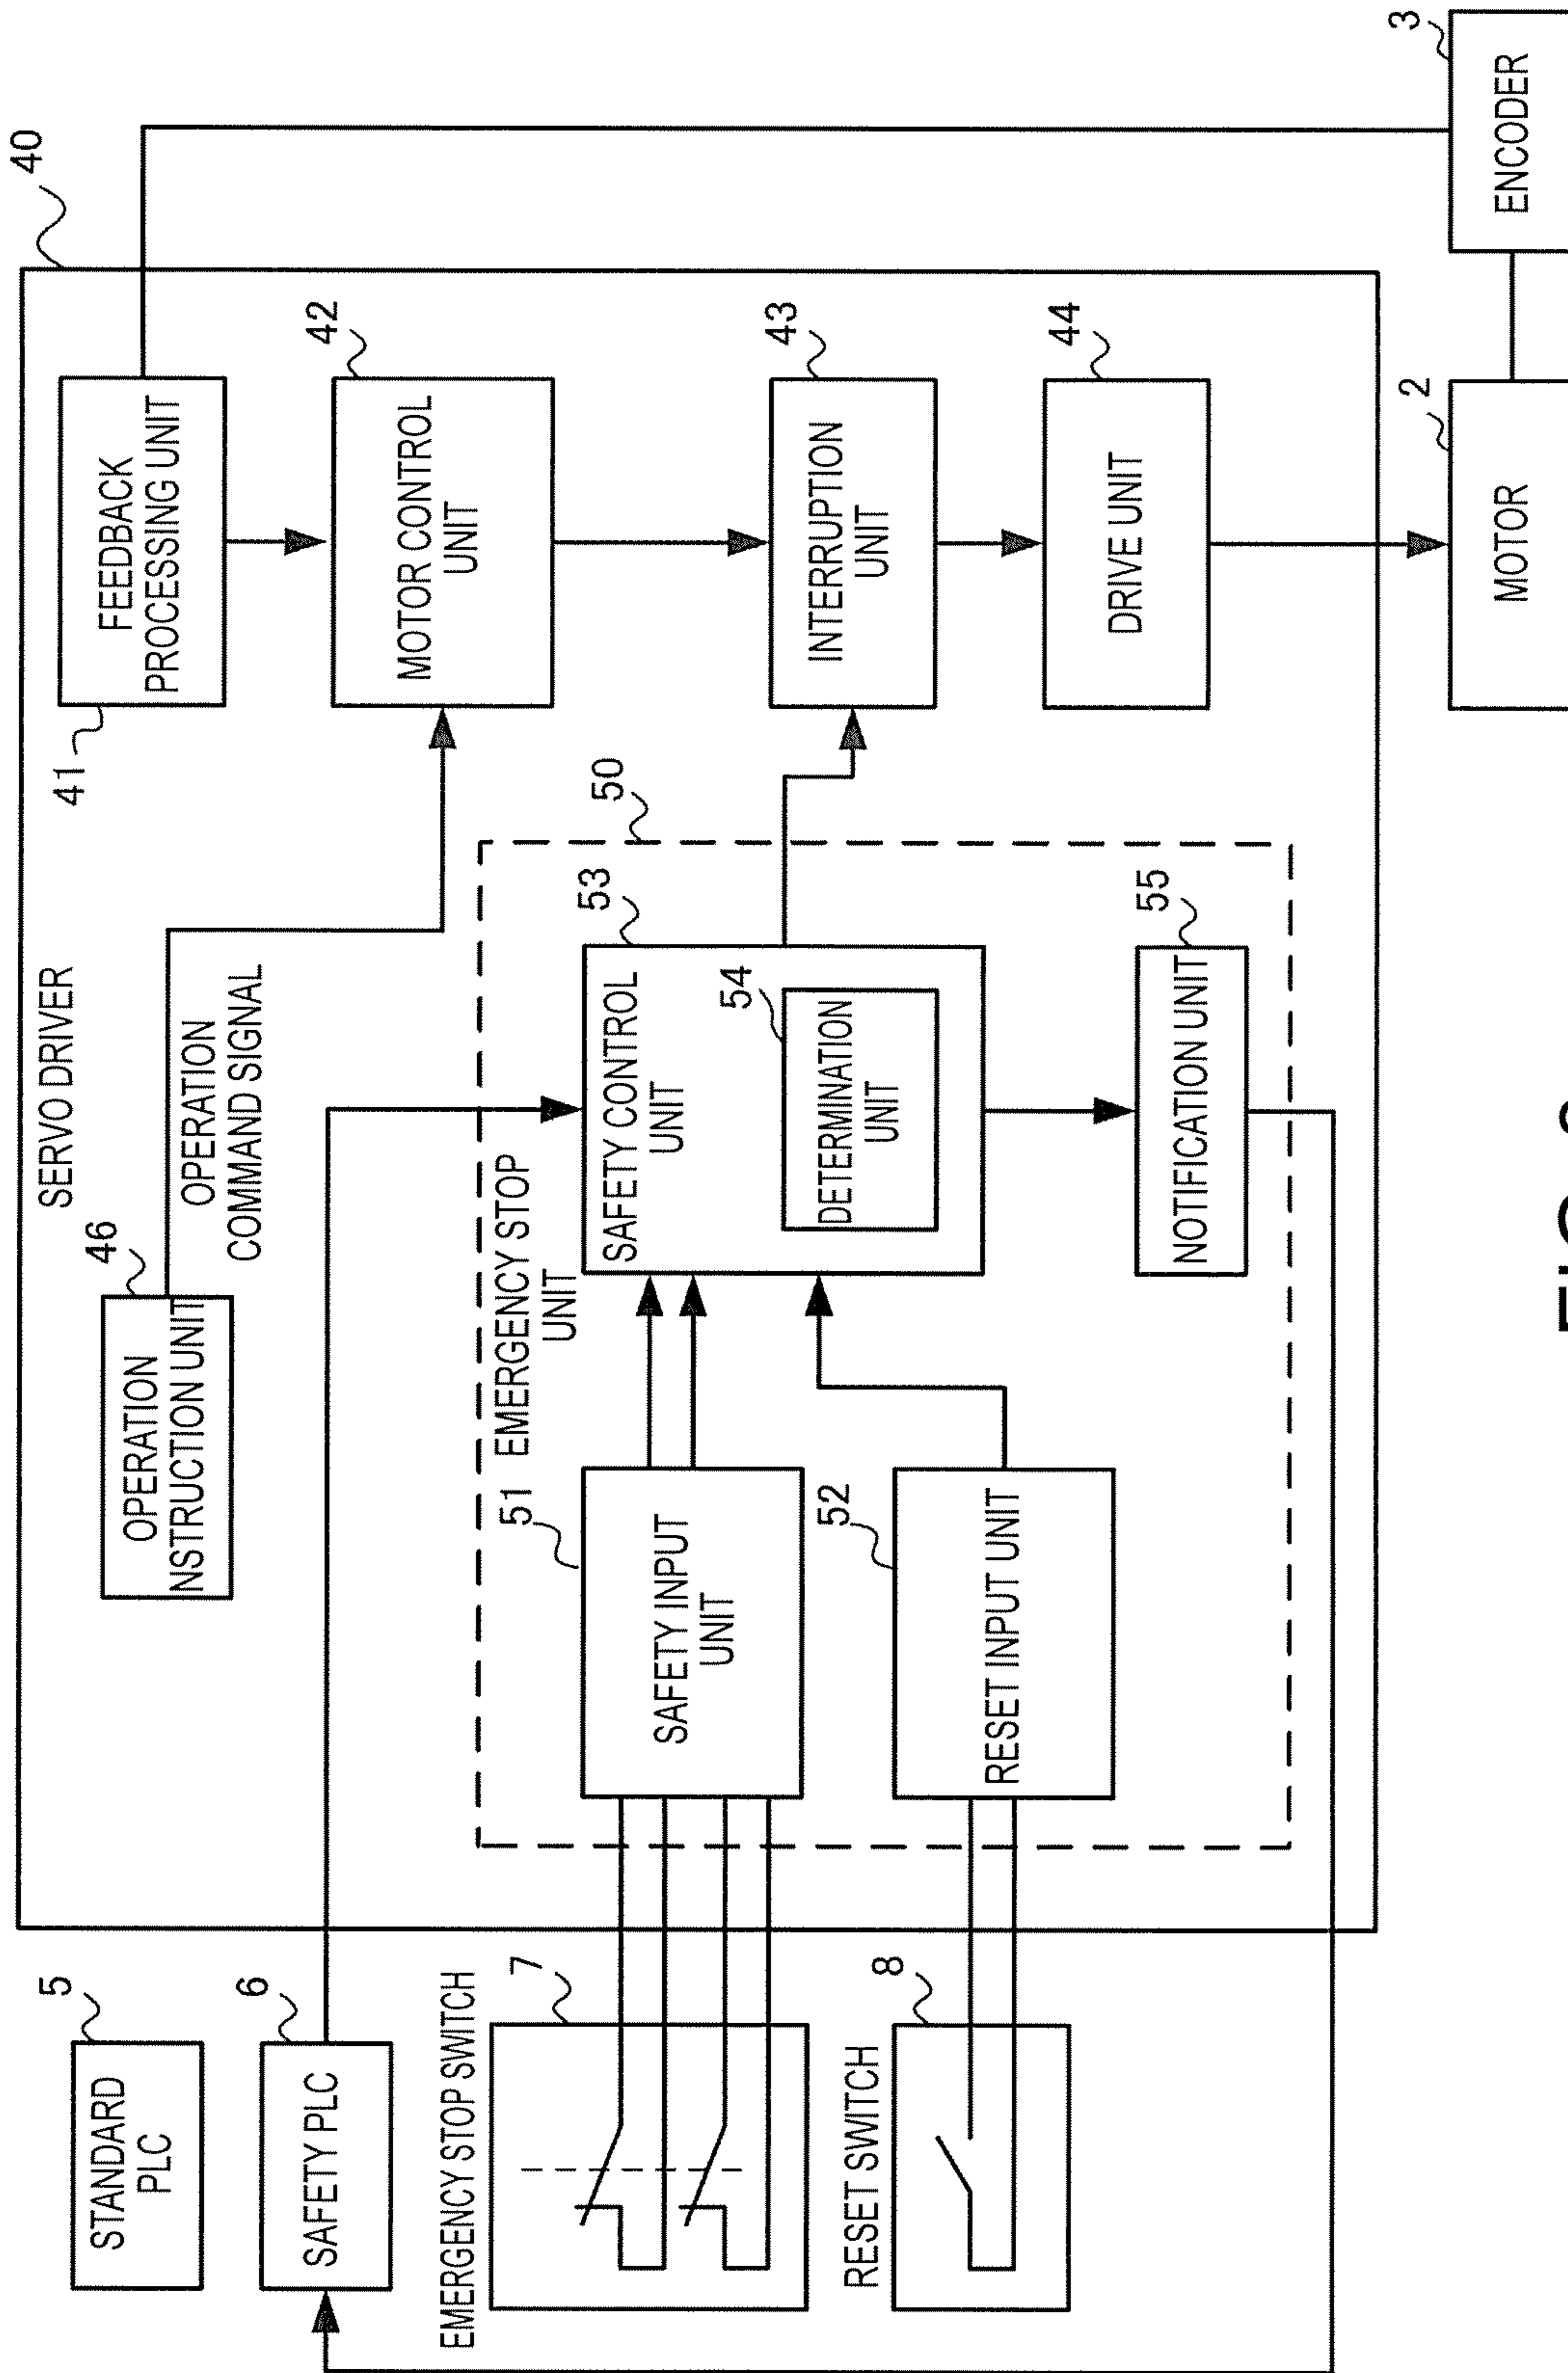 STANDARD
PLC
5
SAFETY PLC
6
EMERGENCY STOP SWITCH
7
RESET SWITCH
8
SERVO DRIVER
40
OPERATION
NSTRUCTION UNIT
46
OPERATION
COMMAND SIGNAL
41
FEEDBACK
PROCESSING UNIT
MOTOR CONTROL
UNIT
42
EMERGENCY STOP
UNIT
50
51
SAFETY INPUT
UNIT
52
RESET INPUT UNIT
SAFETY CONTROL
UNIT
53
54
DETERMINATION
UNIT
NOTIFICATION UNIT
55
INTERRUPTION
UNIT
43
DRIVE UNIT
44
MOTOR
2
ENCODER
3